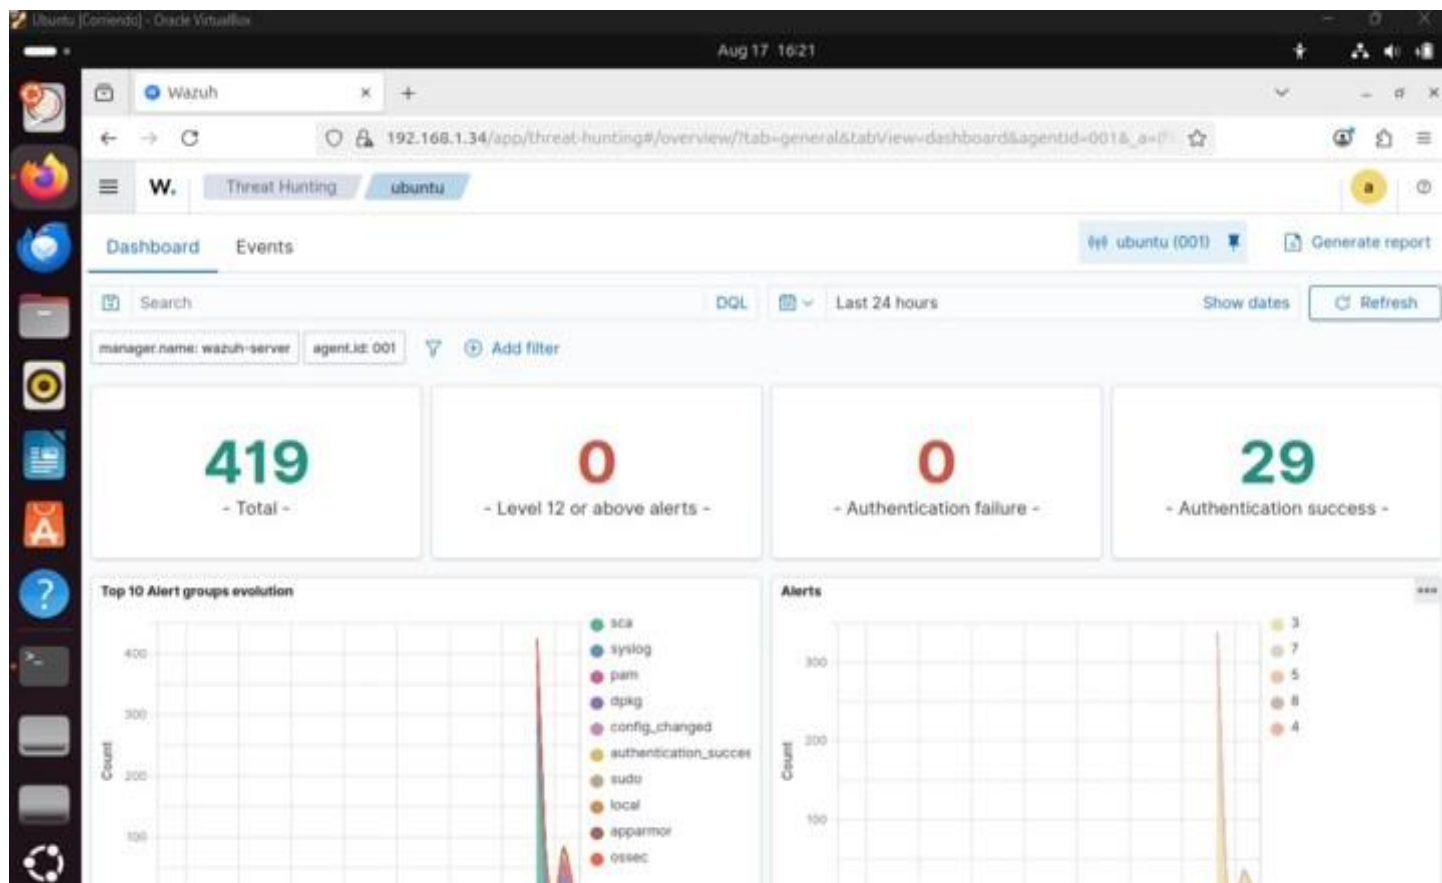 Ubuntu [Corriendo] - Oracle VirtualBox
Aug 17 16:21
Wazuh
192.168.1.34/app/threat-hunting#/overview//?tab=general&tabView=dashboard&agentId=001&_a=
W. Threat Hunting ubuntu a
Dashboard Events ubuntu (001) Generate report
Search DQL Last 24 hours Show dates Refresh
manager.name: wazuh-server agent.id: 001 Add filter
419 0 0 29
- Total - - Level 12 or above alerts - - Authentication failure - - Authentication success -
Top 10 Alert groups evolution Alerts
400
300
200
100
Count
sca
syslog
pam
dpkg
config_changed
authentication_succes
sudo
local
apparmor
ossec
300
200
100
Count
3
7
5
8
4